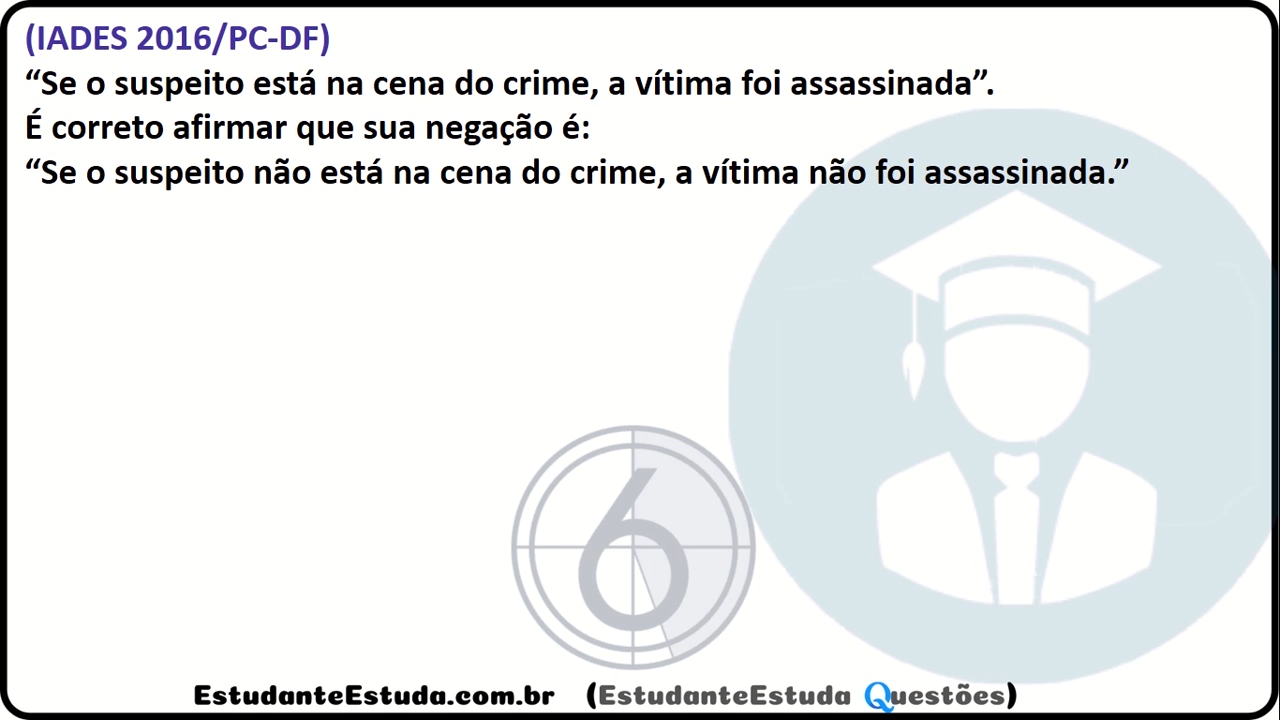 (IADES 2016/PC-DF)
“Se o suspeito está na cena do crime, a vítima foi assassinada”.
É correto afirmar que sua negação é:
“Se o suspeito não está na cena do crime, a vítima não foi assassinada.”
6
EstudanteEstuda.com.br (EstudanteEstuda Questões)